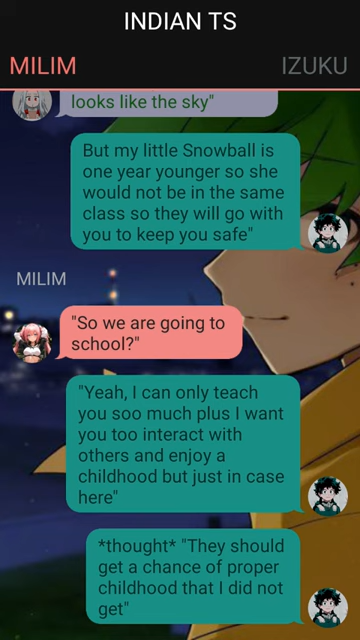 INDIAN TS
MILIM
IZUKU
looks like the sky"
But my little Snowball is
one year younger so she
would not be in the same
class so they will go with
you to keep you safe"
MILIM
"So we are going to
school?"
"Yeah, I can only teach
you soo much plus I want
you too interact with
others and enjoy a
childhood but just in case
here"
*thought* "They should
get a chance of proper
childhood that I did not
get"